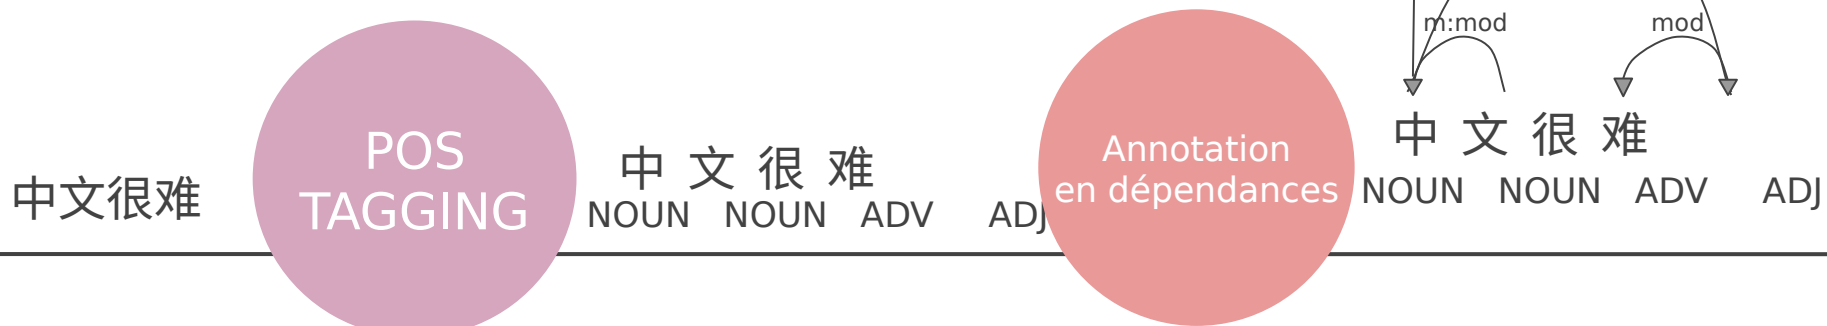 中文很难
POS
TAGGING
中 文 很 难
NOUN NOUN ADV ADJ
Annotation
en dépendances
m:mod mod
中 文 很 难
NOUN NOUN ADV ADJ